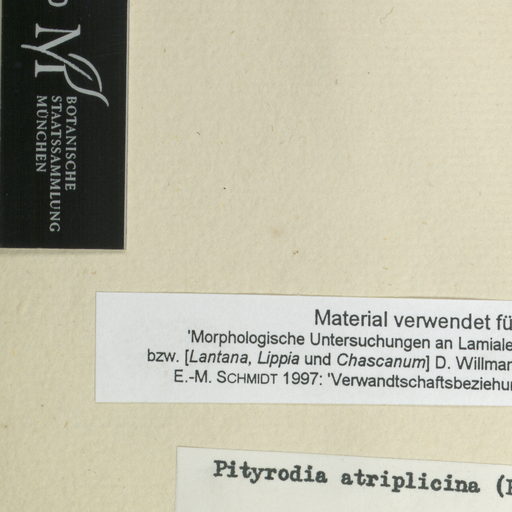 M
BOTANISCHE
STAATSSAMMLUNG
MÜNCHEN
Material verwendet fü
'Morphologische Untersuchungen an Lamiale
bzw. [Lantana, Lippia und Chascanum] D. Willmar
E.-M. SCHMIDT 1997: 'Verwandtschaftsbeziehu
Pityrodia atriplicina (